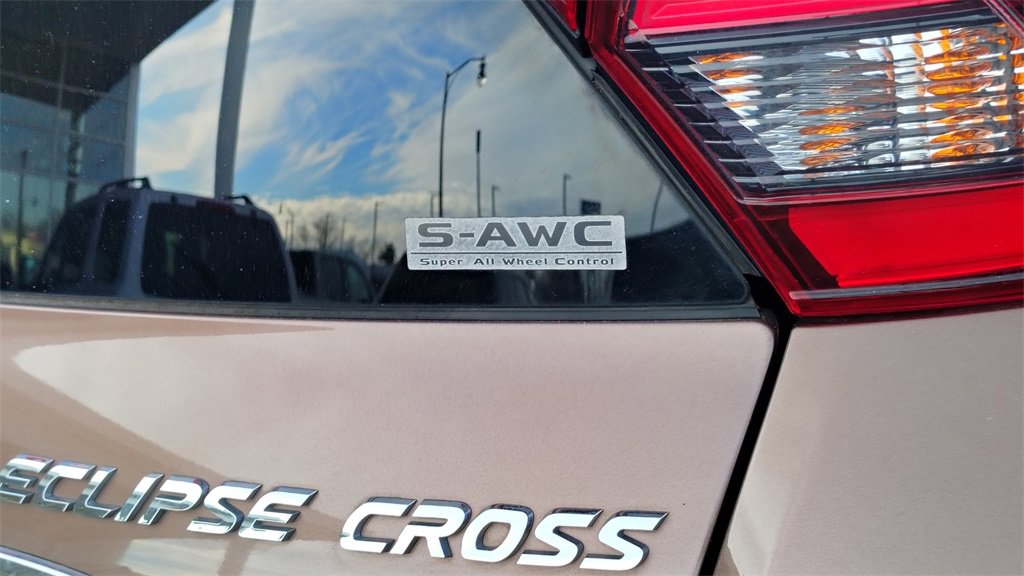 S-AWC
Super All Wheel Control
ECLIPSE CROSS